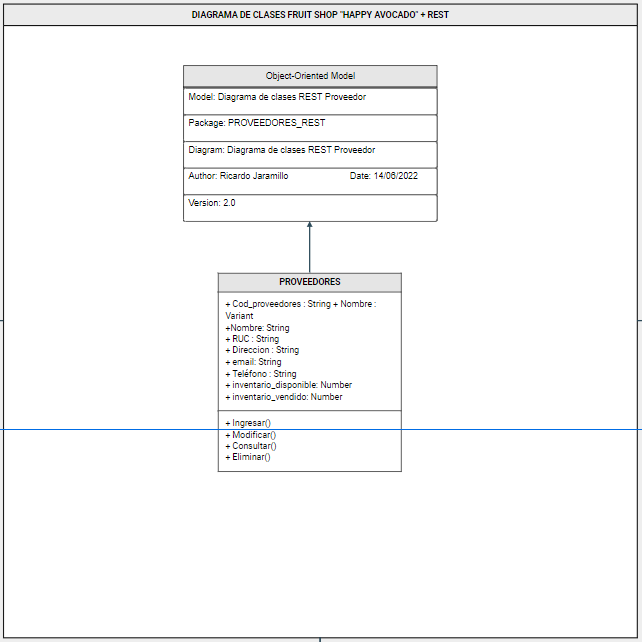 DIAGRAMA DE CLASES FRUIT SHOP "HAPPY AVOCADO" + REST
Object-Oriented Model
Model: Diagrama de clases REST Proveedor
Package: PROVEEDORES_REST
Diagram: Diagrama de clases REST Proveedor
Author: Ricardo Jaramillo Date: 14/06/2022
Version: 2.0
PROVEEDORES
+ Cod_proveedores : String + Nombre :
Variant
+Nombre: String
+ RUC : String
+ Direccion : String
+ email: String
+ Teléfono : String
+ inventario_disponible: Number
+ inventario_vendido: Number
+ Ingresar()
+ Modificar()
+ Consultar()
+ Eliminar()